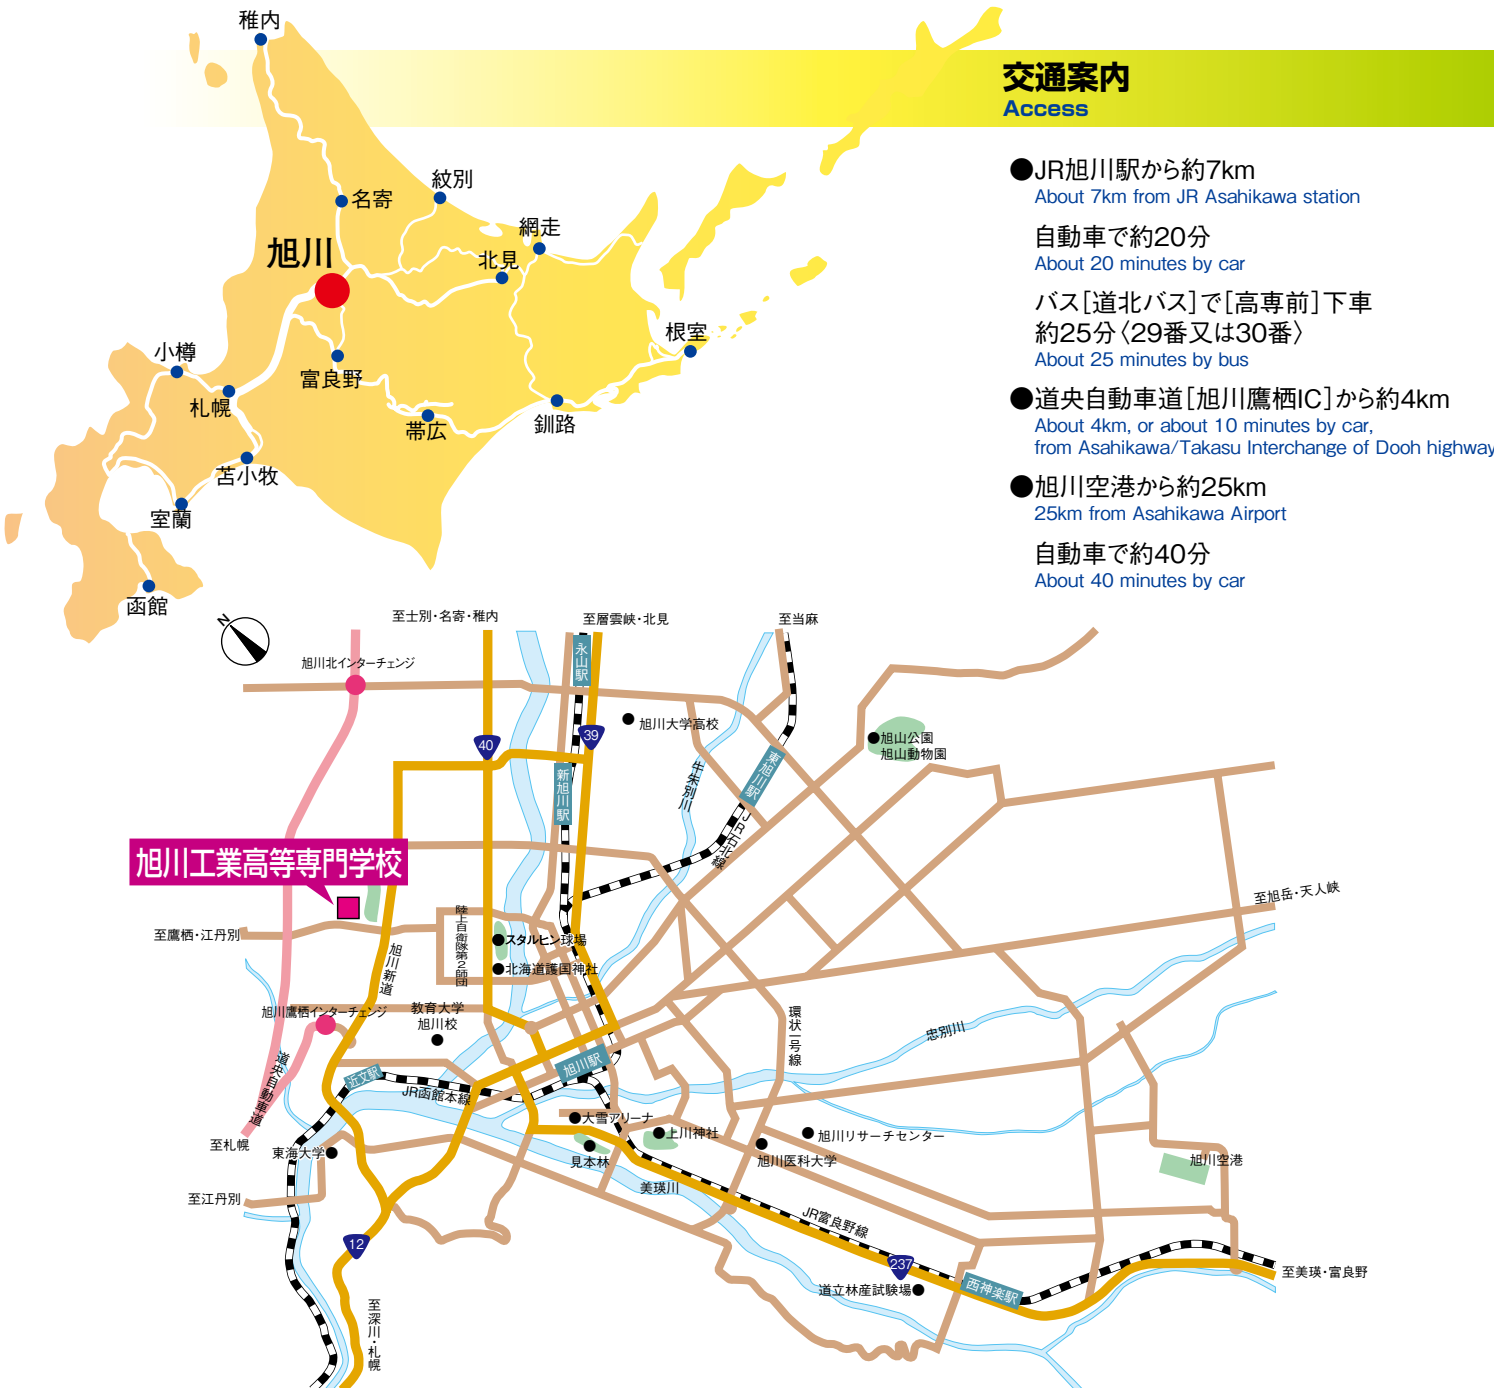 交通案内
Access
●JR旭川駅から約7km
About 7km from JR Asahikawa station
自動車で約20分
About 20 minutes by car
バス[道北バス]で[高専前]下車
約25分〈29番又は30番〉
About 25 minutes by bus
●道央自動車道[旭川鷹栖IC]から約4km
About 4km, or about 10 minutes by car,
from Asahikawa/Takasu Interchange of Dooh highway
●旭川空港から約25km
25km from Asahikawa Airport
自動車で約40分
About 40 minutes by car
稚内
名寄
紋別
網走
旭川
北見
根室
小樽
富良野
札幌
帯広
釧路
苫小牧
室蘭
函館
N
至士別・名寄・稚内
至層雲峡・北見
至当麻
旭川北インターチェンジ
永山駅
旭川大学高校
39
40
旭山公園
旭山動物園
新旭川駅
牛朱別川
東旭川駅
JR石北線
旭川工業高等専門学校
至旭岳・天人峡
至鷹栖・江丹別
陸上自衛隊第2師団
スタルヒン球場
旭川新道
北海道護国神社
旭川鷹栖インターチェンジ
教育大学
旭川校
環状一号線
忠別川
道央自動車道
近文駅
旭川駅
JR函館本線
大雪アリーナ
上川神社
旭川リサーチセンター
至札幌
東海大学
見本林
旭川医科大学
旭川空港
至江丹別
美瑛川
JR富良野線
12
237
道立林産試験場
西神楽駅
至美瑛・富良野
至深川・札幌